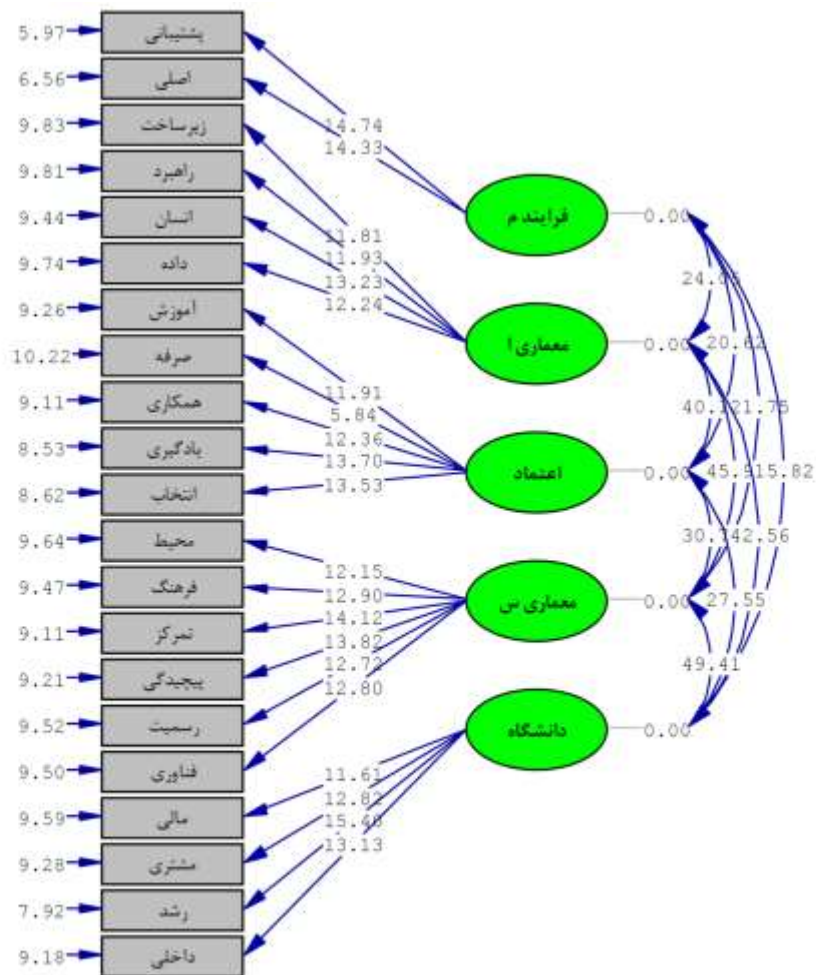 5.97 پشتیبانی
6.56 اصلی
9.83 زیرساخت
9.81 راهبرد
9.44 انسان
9.74 داده
9.26 آموزش
10.22 صرفه
9.11 همکاری
8.53 یادگیری
8.62 انتخاب
9.64 محیط
9.47 فرهنگ
9.11 تمرکز
9.21 پیچیدگی
9.52 رسمیت
9.50 فناوری
9.59 مالی
9.28 مشتری
7.92 رشد
9.18 داخلی
14.74
14.33
11.81
11.93
13.23
12.24
11.91
5.84
12.36
13.70
13.53
12.15
12.90
14.12
13.82
12.72
12.80
11.61
12.82
15.40
13.13
فرایند م 0.00
معماری ا 0.00
اعتماد 0.00
معماری س 0.00
دانشگاه 0.00
20.62
45.91
5.82
27.55
49.41